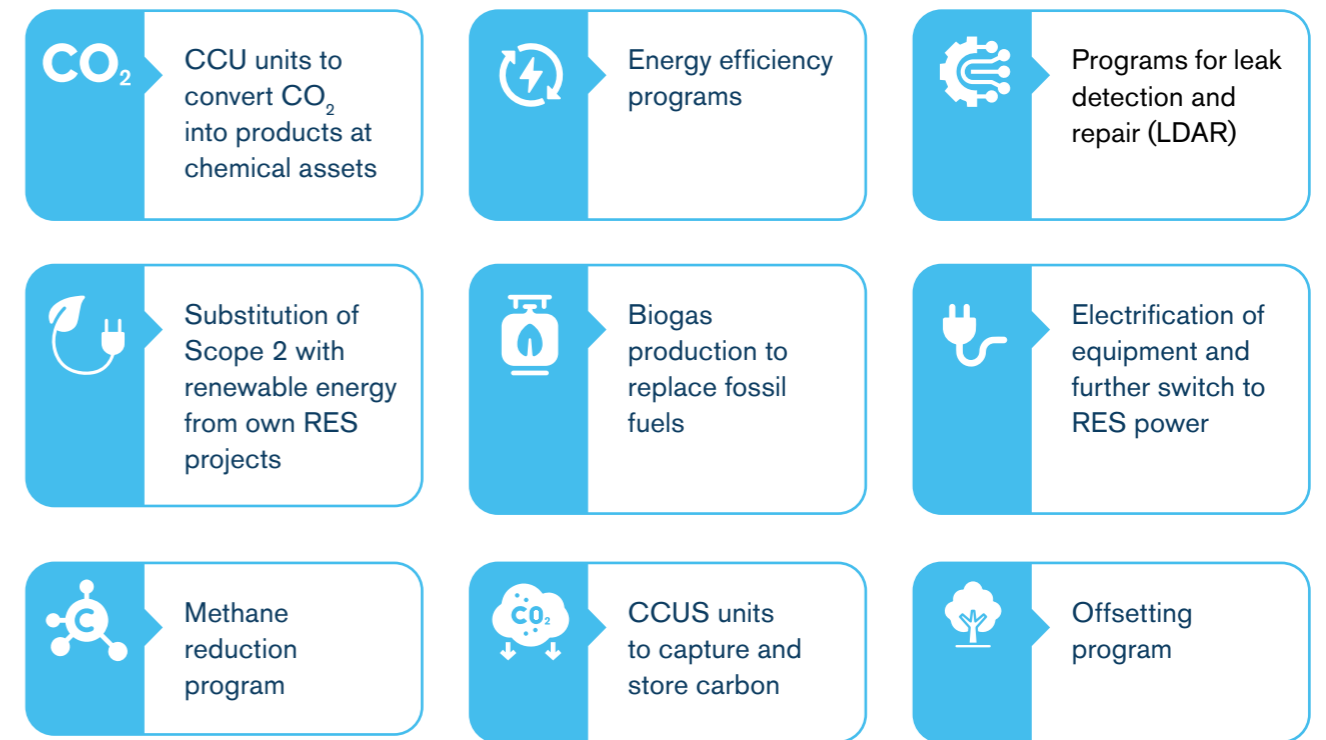 CO₂
CCU units to
convert CO₂
into products at
chemical assets
Energy efficiency
programs
Programs for leak
detection and
repair (LDAR)
Substitution of
Scope 2 with
renewable energy
from own RES
projects
Biogas
production to
replace fossil
fuels
Electrification of
equipment and
further switch to
RES power
C
Methane
reduction
program
CO₂
CCUS units
to capture and
store carbon
Offsetting
program